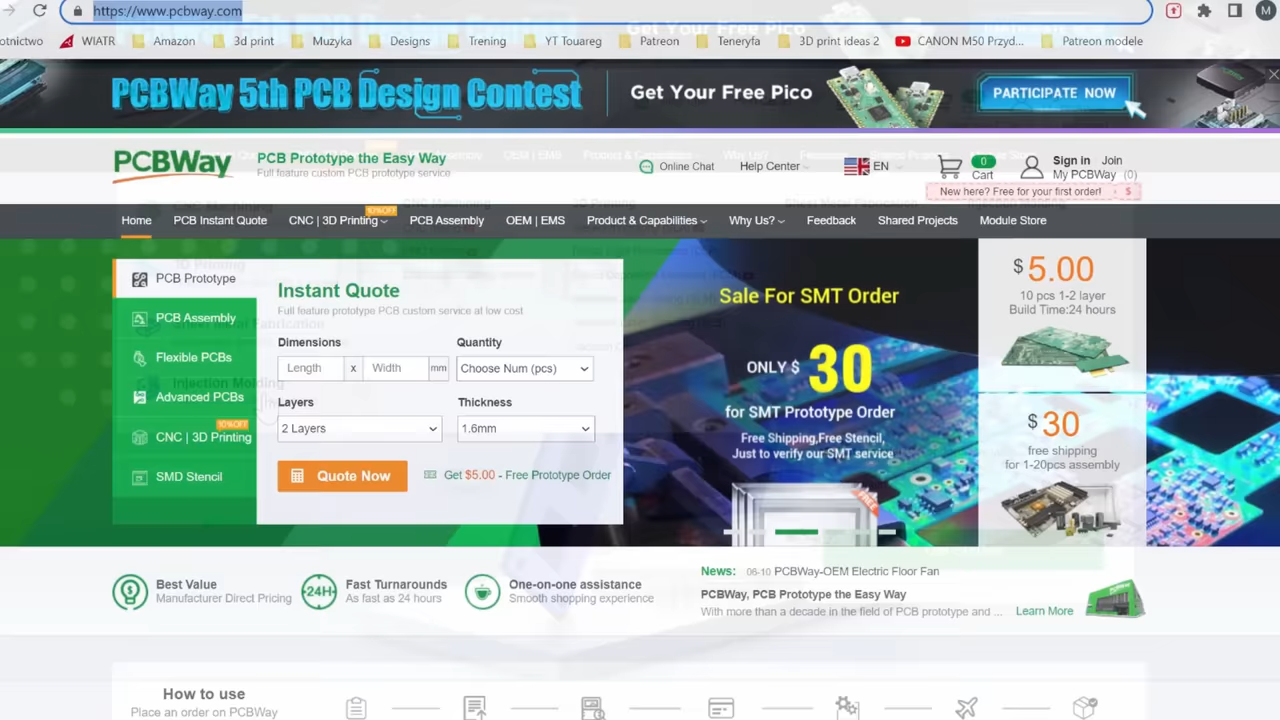 https://www.pcbway.com
M
otnictwo WIATR Amazon 3d print Muzyka Designs Trening YT Touareg Patreon Teneryfa 3D print ideas 2 CANON M50 Przyd... Patreon modele
PCBWay 5th PCB Design Contest Get Your Free Pico PARTICIPATE NOW
PCBWay
PCB Prototype the Easy Way
Full feature custom PCB prototype service
Online Chat Help Center EN
0
Cart
Sign in Join
My PCBWay (0)
New here? Free for your first order! $
10%OFF
Home PCB Instant Quote CNC | 3D Printing PCB Assembly OEM | EMS Product & Capabilities Why Us? Feedback Shared Projects Module Store
PCB Prototype
PCB Assembly
Flexible PCBs
Advanced PCBs
10%OFF
CNC | 3D Printing
SMD Stencil
Instant Quote
Full feature prototype PCB custom service at low cost
Dimensions Quantity
Length x Width mm Choose Num (pcs)
Layers Thickness
2 Layers 1.6mm
Quote Now Get $5.00 - Free Prototype Order
Sale For SMT Order
ONLY $ 30
for SMT Prototype Order
Free Shipping,Free Stencil,
Just to verify our SMT service
FREE
$ 5.00
10 pcs 1-2 layer
Build Time:24 hours
$ 30
free shipping
for 1-20pcs assembly
Best Value
Manufacturer Direct Pricing
24H
Fast Turnarounds
As fast as 24 hours
One-on-one assistance
Smooth shopping experience
News: 06-10 PCBWay-OEM Electric Floor Fan
PCBWay, PCB Prototype the Easy Way
With more than a decade in the field of PCB prototype and ... Learn More
How to use
Place an order on PCBWay